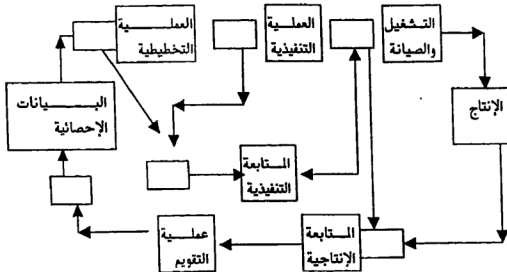 العملية
التخطيطية
العملية
التنفيذية
التشغيل
والصيانة
البيانات
الإحصائية
الإنتاج
المتابعة
التنفيذية
عملية
التقويم
المتابعة
الإنتاجية